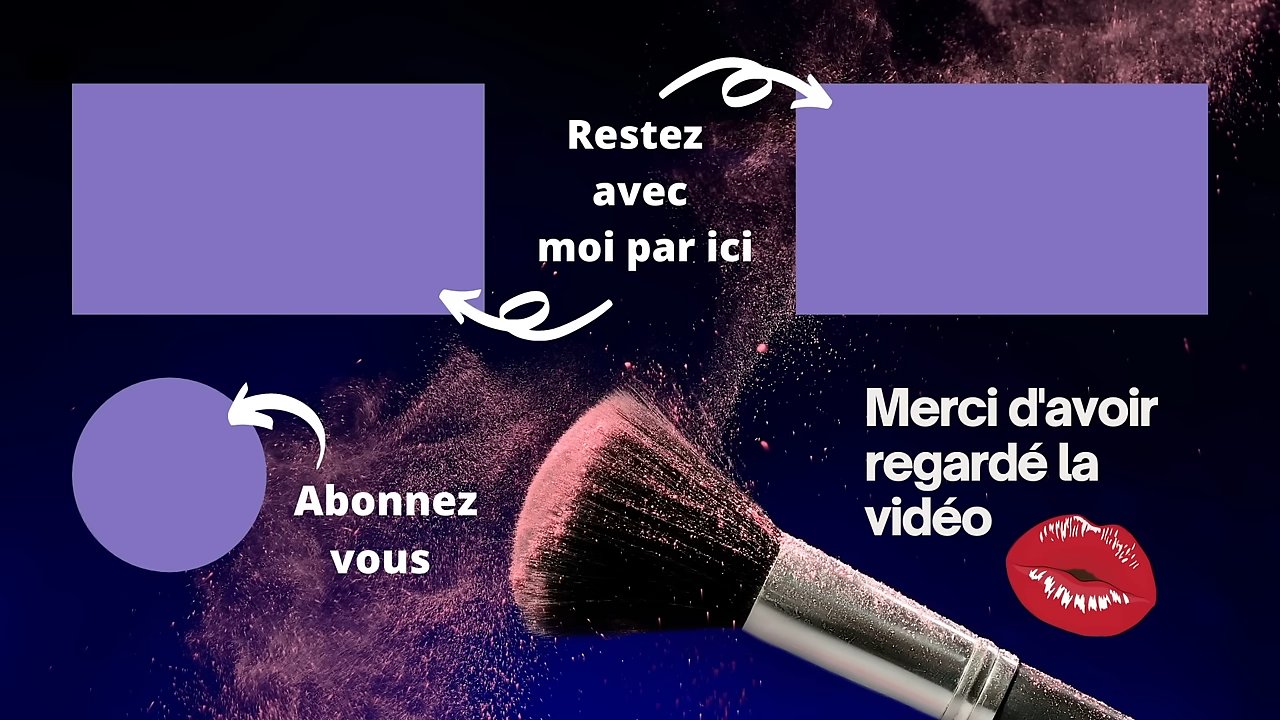 Restez
avec
moi par ici
Abonnez
vous
Merci d'avoir
regardé la
vidéo